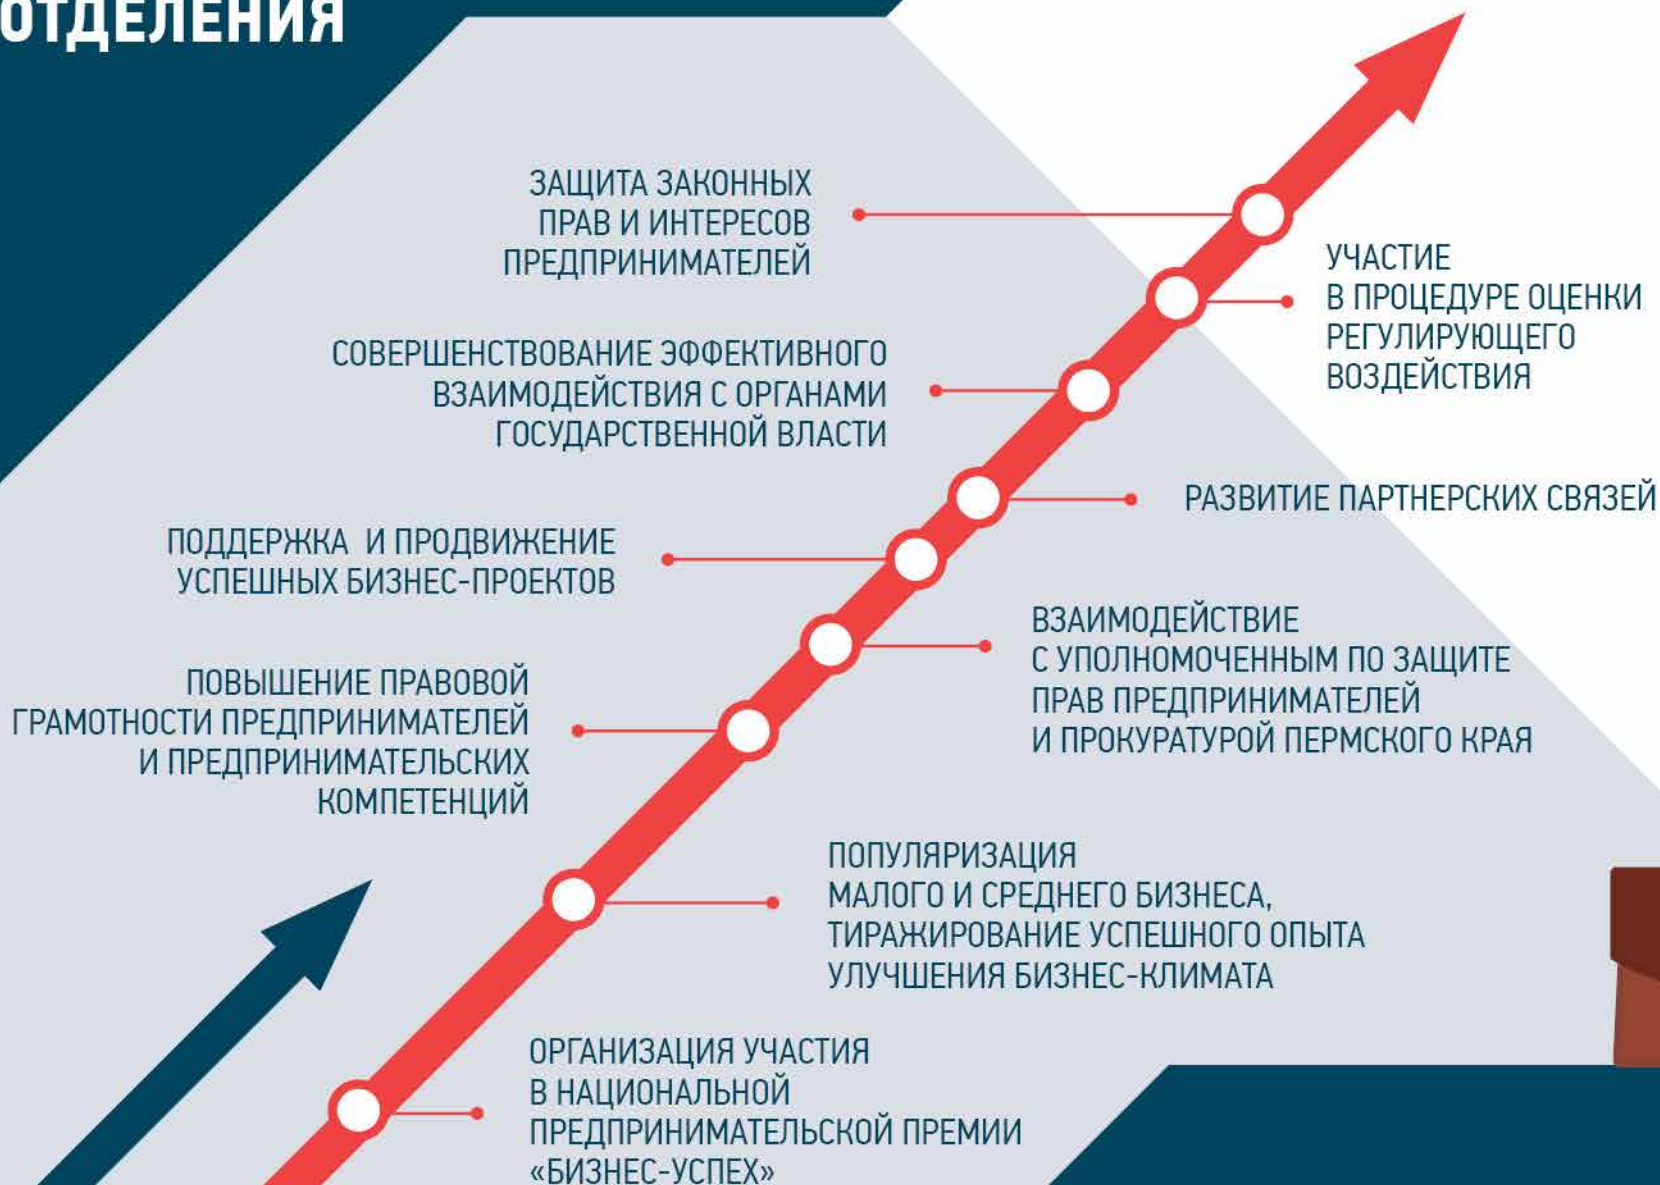 ОТДЕЛЕНИЯ
ЗАЩИТА ЗАКОННЫХ
ПРАВ И ИНТЕРЕСОВ
ПРЕДПРИНИМАТЕЛЕЙ
УЧАСТИЕ
В ПРОЦЕДУРЕ ОЦЕНКИ
РЕГУЛИРУЮЩЕГО
ВОЗДЕЙСТВИЯ
СОВЕРШЕНСТВОВАНИЕ ЭФФЕКТИВНОГО
ВЗАИМОДЕЙСТВИЯ С ОРГАНАМИ
ГОСУДАРСТВЕННОЙ ВЛАСТИ
РАЗВИТИЕ ПАРТНЕРСКИХ СВЯЗЕЙ
ПОДДЕРЖКА И ПРОДВИЖЕНИЕ
УСПЕШНЫХ БИЗНЕС-ПРОЕКТОВ
ВЗАИМОДЕЙСТВИЕ
С УПОЛНОМОЧЕННЫМ ПО ЗАЩИТЕ
ПРАВ ПРЕДПРИНИМАТЕЛЕЙ
И ПРОКУРАТУРОЙ ПЕРМСКОГО КРАЯ
ПОВЫШЕНИЕ ПРАВОВОЙ
ГРАМОТНОСТИ ПРЕДПРИНИМАТЕЛЕЙ
И ПРЕДПРИНИМАТЕЛЬСКИХ
КОМПЕТЕНЦИЙ
ПОПУЛЯРИЗАЦИЯ
МАЛОГО И СРЕДНЕГО БИЗНЕСА,
ТИРАЖИРОВАНИЕ УСПЕШНОГО ОПЫТА
УЛУЧШЕНИЯ БИЗНЕС-КЛИМАТА
ОРГАНИЗАЦИЯ УЧАСТИЯ
В НАЦИОНАЛЬНОЙ
ПРЕДПРИНИМАТЕЛЬСКОЙ ПРЕМИИ
«БИЗНЕС-УСПЕХ»